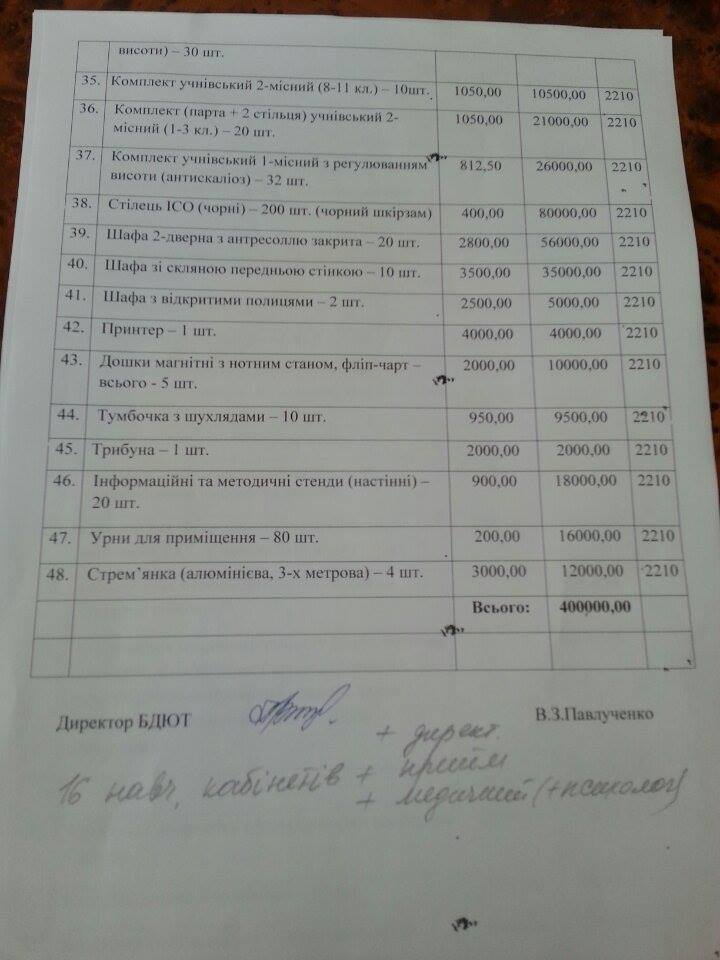 висоти) – 30 шт.
35. Комплект учнівський 2-місний (8-11 кл.) – 10шт. 1050,00 10500,00 2210
36. Комплект (парта + 2 стільця) учнівський 2- 1050,00 21000,00 2210
місний (1-3 кл.) – 20 шт.
37. Комплект учнівський 1-місний з регулюванням 812,50 26000,00 2210
висоти (антискаліоз) – 32 шт.
38. Стілець ІСО (чорні) – 200 шт. (чорний шкірзам) 400,00 80000,00 2210
39. Шафа 2-дверна з антресоллю закрита – 20 шт. 2800,00 56000,00 2210
40. Шафа зі скляною передньою стінкою – 10 шт. 3500,00 35000,00 2210
41. Шафа з відкритими полицями – 2 шт. 2500,00 5000,00 2210
42. Принтер – 1 шт. 4000,00 4000,00 2210
43. Дошки магнітні з нотним станом, фліп-чарт – 2000,00 10000,00 2210
всього - 5 шт.
44. Тумбочка з шухлядами – 10 шт. 950,00 9500,00 2210
45. Трибуна – 1 шт. 2000,00 2000,00 2210
46. Інформаційні та методичні стенди (настінні) – 900,00 18000,00 2210
20 шт.
47. Урни для приміщення – 80 шт. 200,00 16000,00 2210
48. Стрем’янка (алюмінієва, 3-х метрова) – 4 шт. 3000,00 12000,00 2210
Всього: 400000,00
Директор БДЮТ В.З.Павлученко
+ директ.
16 навч. кабінетів + прийм
+ медичний (+психолог)